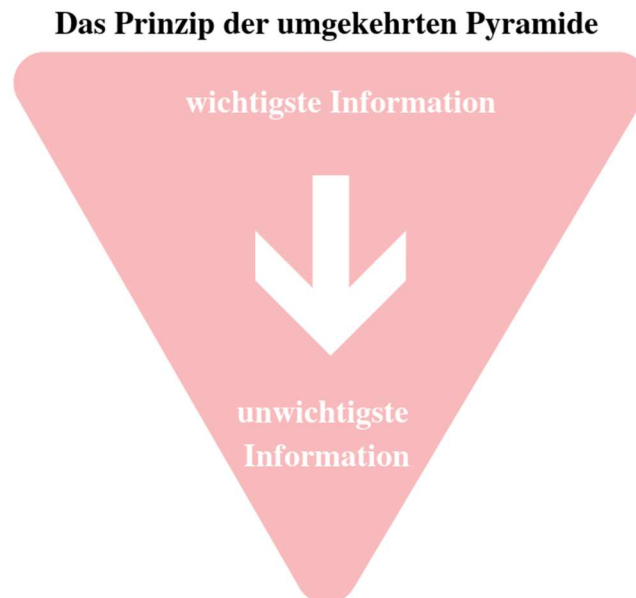 Das Prinzip der umgekehrten Pyramide
wichtigste Information
unwichtigste
Information